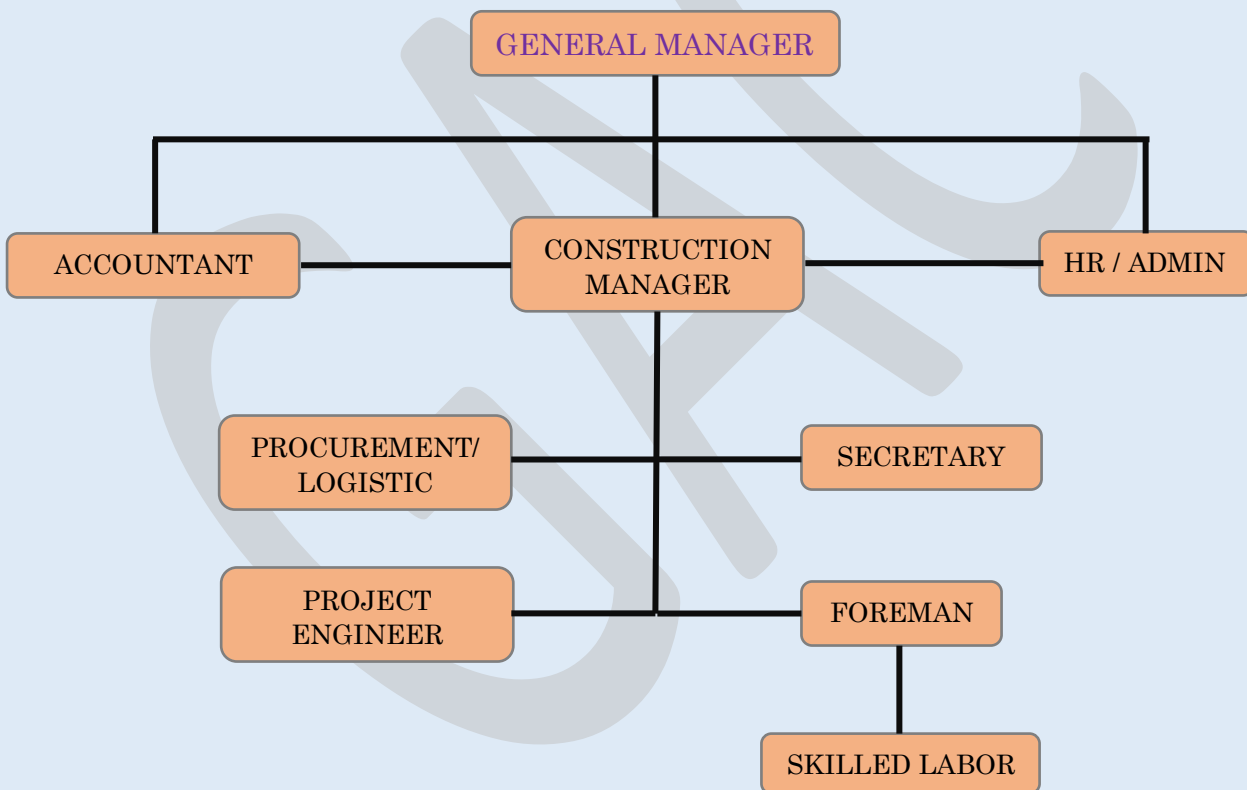 GENERAL MANAGER
ACCOUNTANT
CONSTRUCTION
MANAGER
HR / ADMIN
PROCUREMENT/
LOGISTIC
SECRETARY
PROJECT
ENGINEER
FOREMAN
SKILLED LABOR